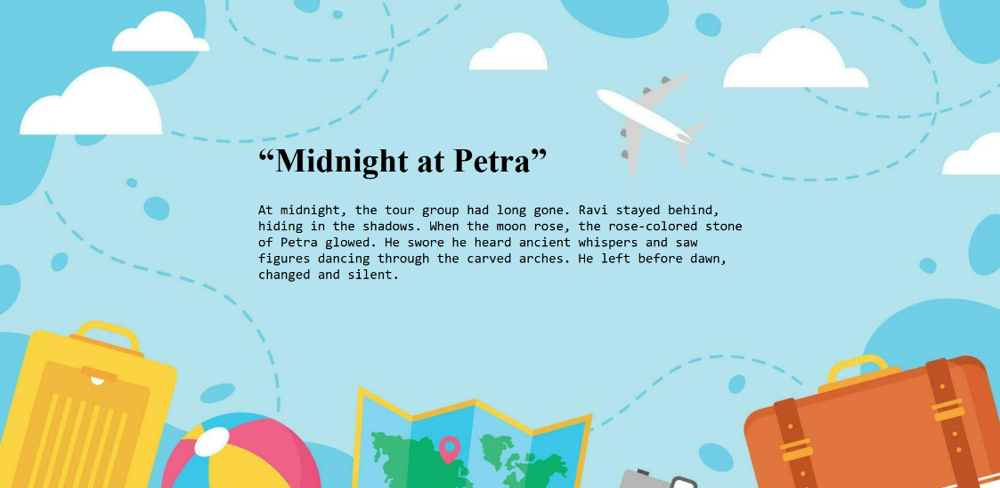 “Midnight at Petra”
At midnight, the tour group had long gone. Ravi stayed behind,
hiding in the shadows. When the moon rose, the rose-colored stone
of Petra glowed. He swore he heard ancient whispers and saw
figures dancing through the carved arches. He left before dawn,
changed and silent.